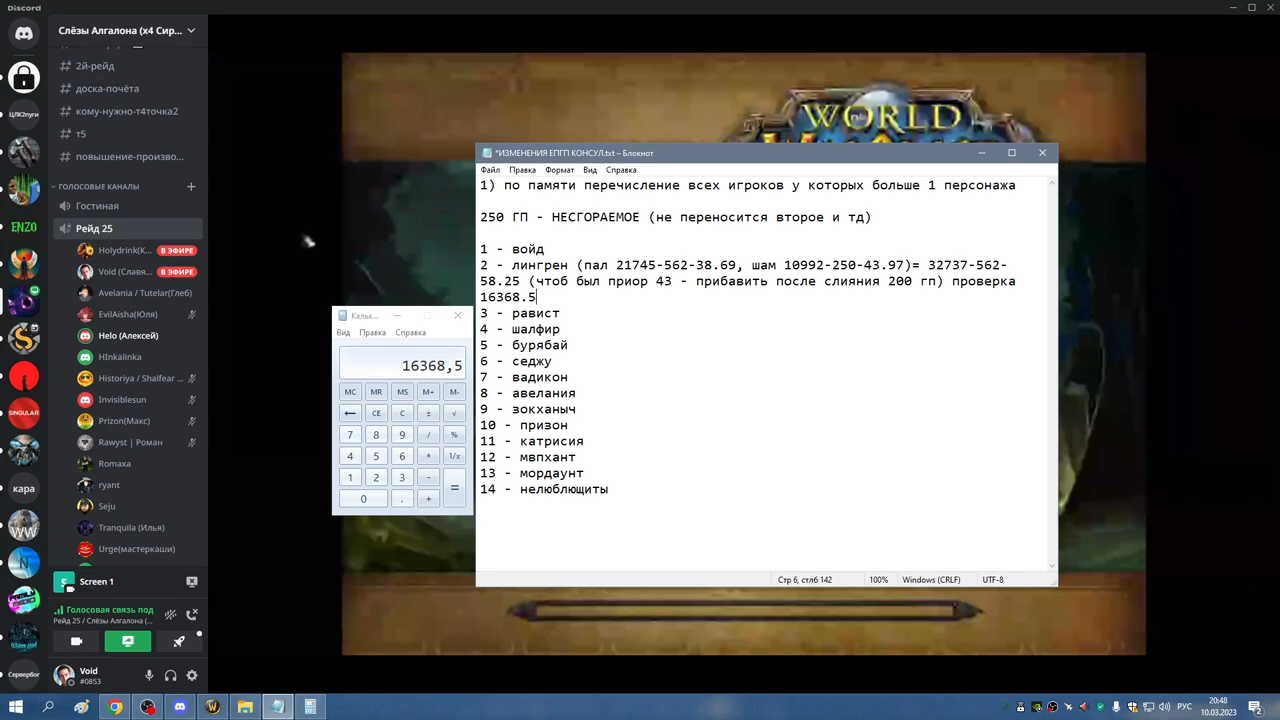 Discord
Слёзы Алгалона (x4 Сир...
2й-рейд
доска-почёта
кому-нужно-т4точка2
т5
повышение-произво...
ГОЛОСОВЫЕ КАНАЛЫ
Гостиная
Рейд 25
Holydrink(К... В ЭФИРЕ
Void (Славя... В ЭФИРЕ
Avelania / Tutelar(Глеб)
EvilAisha(Юля)
Helo (Алексей)
HInkalinka
Historiya / Shalfear ...
Invisiblesun
Prizon(Макс)
Rawyst | Роман
Romaxa
ryant
Seju
Tranquila (Илья)
Urge(мастеркаши)
Screen 1
Голосовая связь под
Рейд 25 / Слёзы Алгалона (...
Void
#0853
ЦЛК2пуги
ENZO
SINGULAR
кара
WW
Сервербог
WORLD
*ИЗМЕНЕНИЯ ЕПГП КОНСУЛ.txt – Блокнот
Файл Правка Формат Вид Справка
1) по памяти перечисление всех игроков у которых больше 1 персонажа
250 ГП - НЕСГОРАЕМОЕ (не переносится второе и тд)
1 - войд
2 - лингрен (пал 21745-562-38.69, шам 10992-250-43.97)= 32737-562-
58.25 (чтоб был приор 43 - прибавить после слияния 200 гп) проверка
16368.5
3 - равист
4 - шалфир
5 - бурябай
6 - седжу
7 - вадикон
8 - авелания
9 - зокханыч
10 - призон
11 - катрисия
12 - мвпхант
13 - мордаунт
14 - нелюблющиты
Стр 6, стлб 142 100% Windows (CRLF) UTF-8
Кальк...
Вид Правка Справка
16368,5
MC MR MS M+ M-
← CE C ± √
7 8 9 / %
4 5 6 * 1/x
1 2 3 - =
0 , +
РУС
20:48
10.03.2023
2